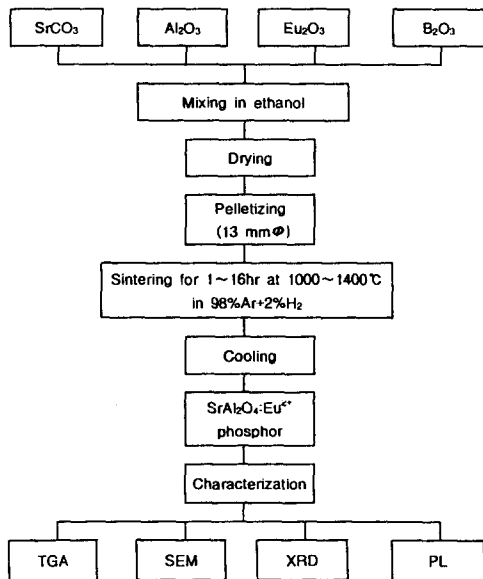 SrCO₃ Al₂O₃ Eu₂O₃ B₂O₃
Mixing in ethanol
Drying
Pelletizing
(13 mmΦ)
Sintering for 1～16hr at 1000～1400℃
in 98%Ar+2%H₂
Cooling
SrAl₂O₄:Eu²⁺
phosphor
Characterization
TGA SEM XRD PL